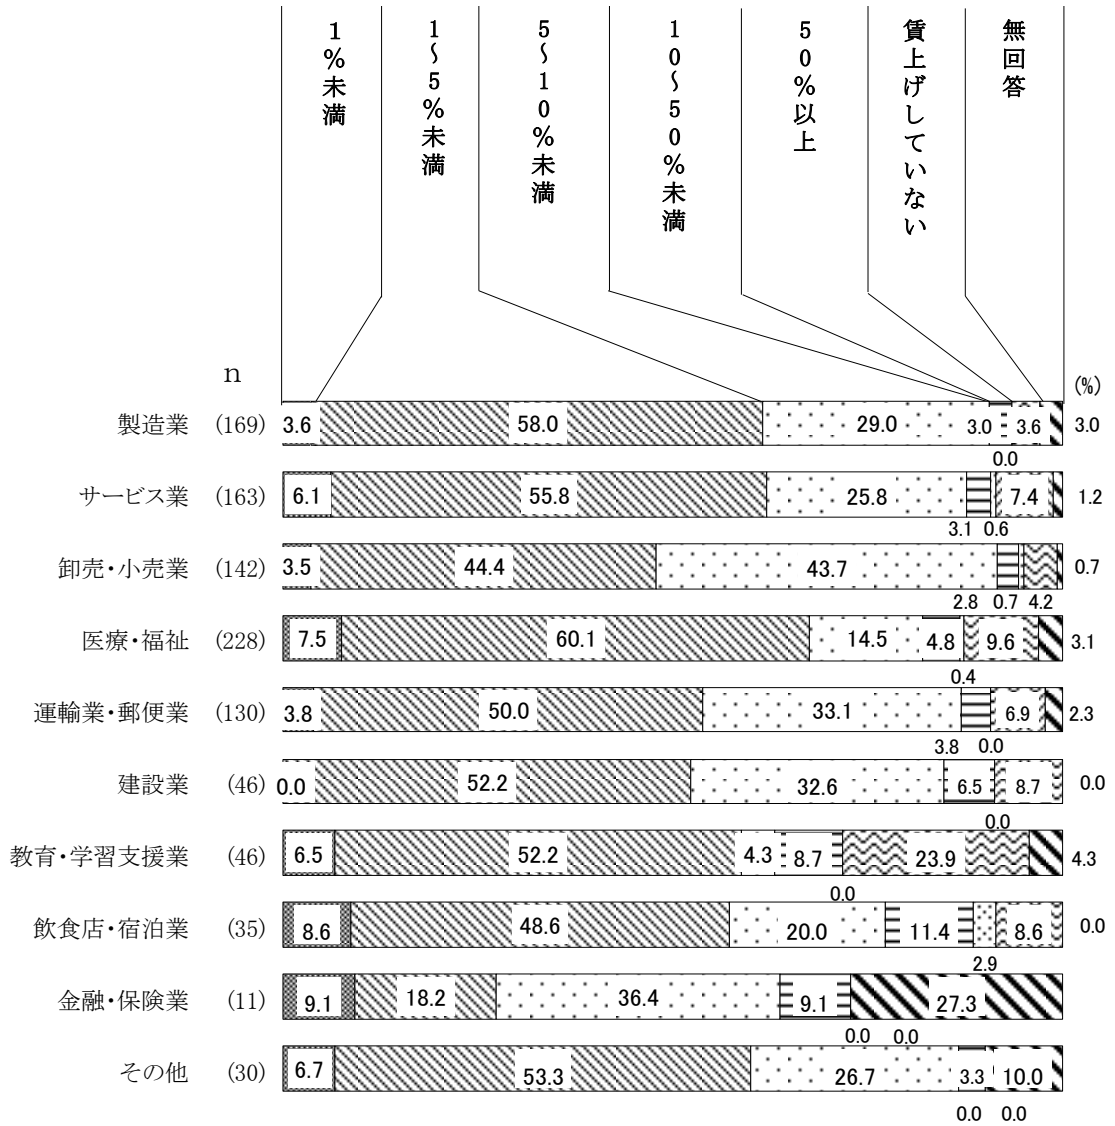 1%未満
1~5%未満
5~10%未満
10~50%未満
50%以上
賃上げしていない
無回答
n
(%)
製造業 (169) 3.6 58.0 29.0 3.0 3.6 3.0
0.0
サービス業 (163) 6.1 55.8 25.8 7.4 1.2
3.1 0.6
卸売・小売業 (142) 3.5 44.4 43.7 0.7
2.8 0.7 4.2
医療・福祉 (228) 7.5 60.1 14.5 4.8 9.6 3.1
0.4
運輸業・郵便業 (130) 3.8 50.0 33.1 6.9 2.3
3.8 0.0
建設業 (46) 0.0 52.2 32.6 6.5 8.7 0.0
0.0
教育・学習支援業 (46) 6.5 52.2 4.3 8.7 23.9 4.3
0.0
飲食店・宿泊業 (35) 8.6 48.6 20.0 11.4 8.6 0.0
2.9
金融・保険業 (11) 9.1 18.2 36.4 9.1 27.3
0.0 0.0
その他 (30) 6.7 53.3 26.7 3.3 10.0
0.0 0.0